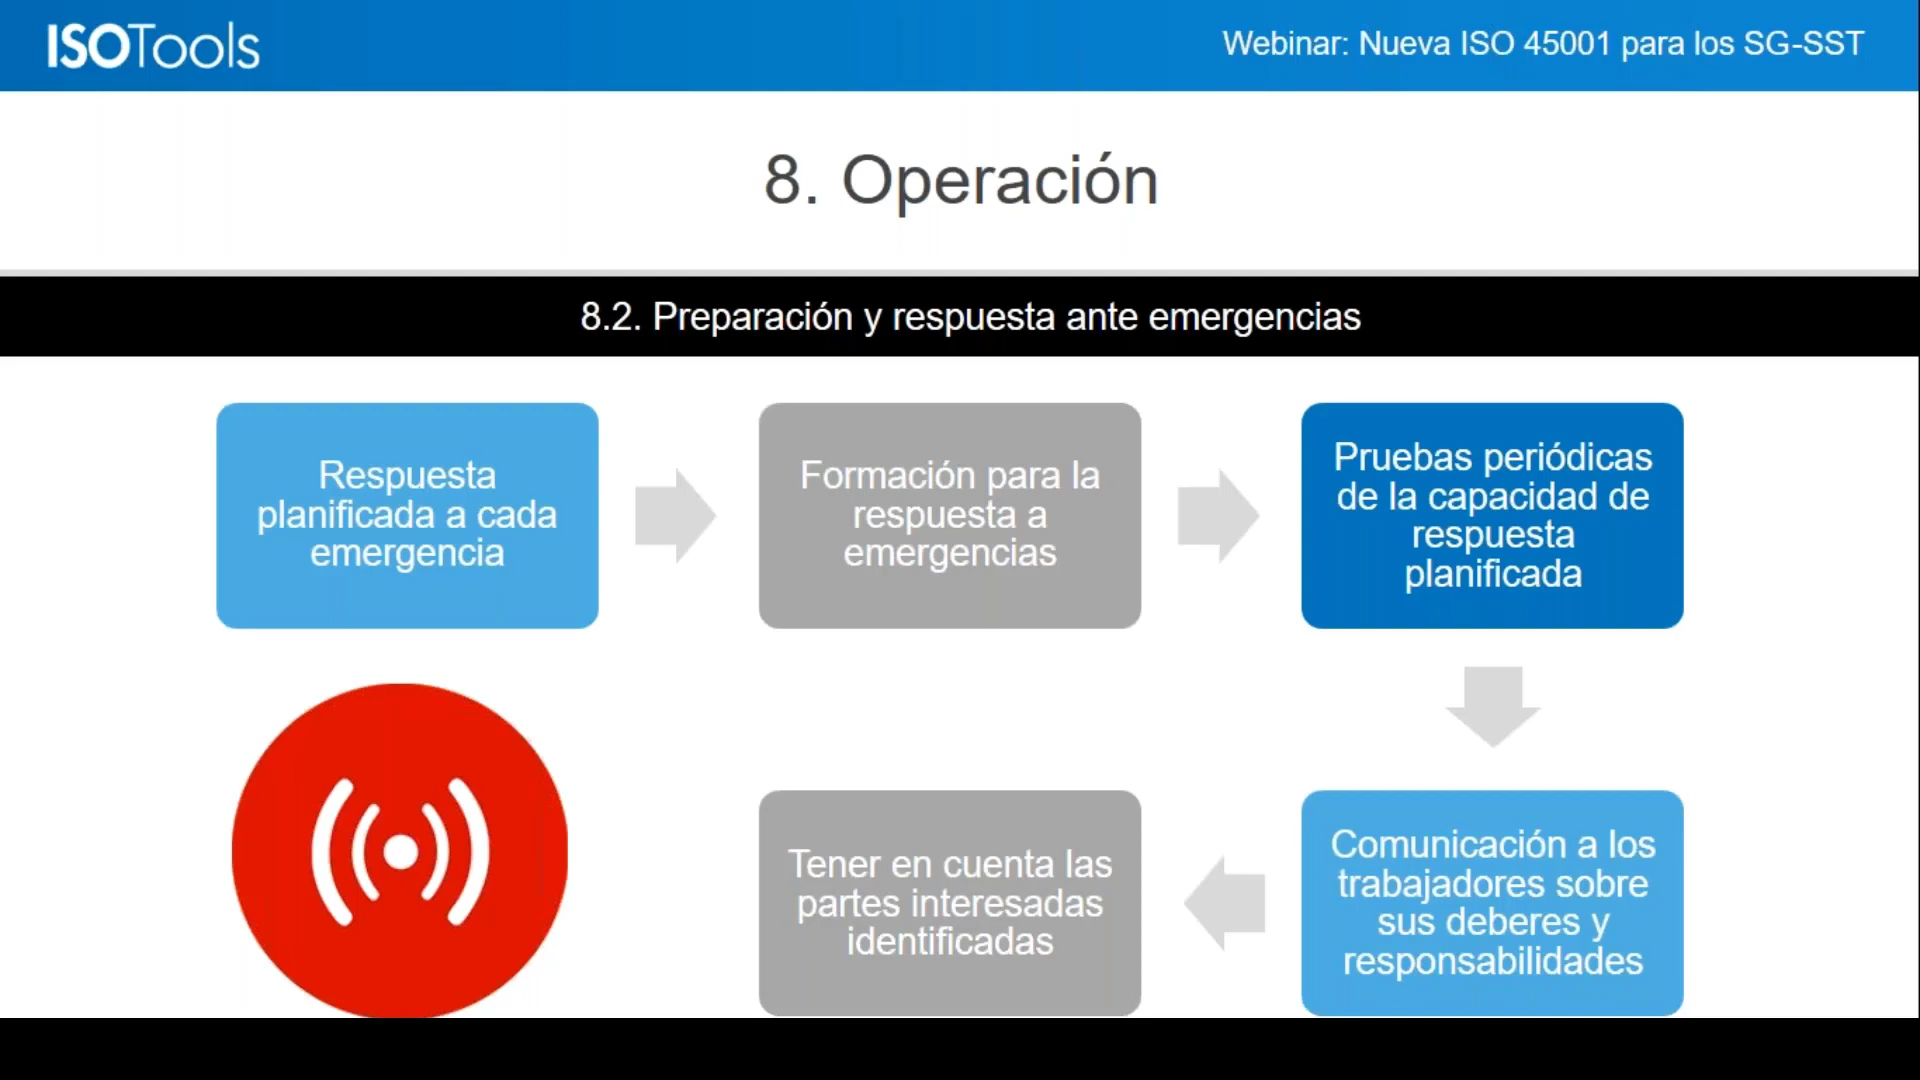 ISOTools
Webinar: Nueva ISO 45001 para los SG-SST
8. Operación
8.2. Preparación y respuesta ante emergencias
Respuesta
planificada a cada
emergencia
Formación para la
respuesta a
emergencias
Pruebas periódicas
de la capacidad de
respuesta
planificada
Comunicación a los
trabajadores sobre
sus deberes y
responsabilidades
Tener en cuenta las
partes interesadas
identificadas